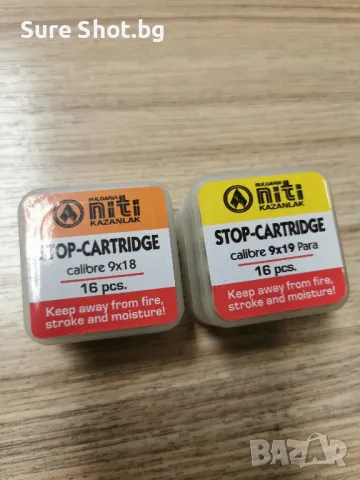 Sure Shot.bg
BULGARIA
niti
KAZANLAK
STOP-CARTRIDGE
calibre 9x18
16 pcs.
Keep away from fire,
stroke and moisture!
BULGARIA
niti
KAZANLAK
STOP-CARTRIDGE
calibre 9x19 Para
16 pcs.
Keep away from fire,
stroke and moisture!
BAZAR